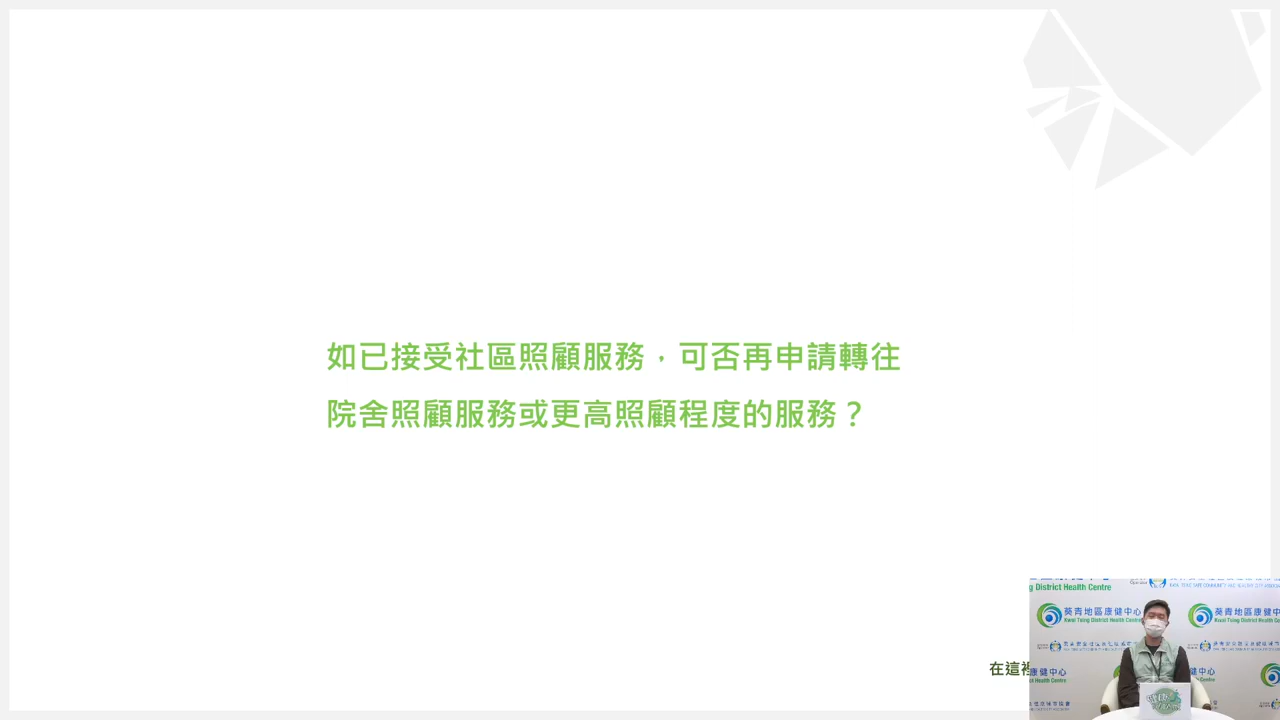 如已接受社區照顧服務，可否再申請轉往
院舍照顧服務或更高照顧程度的服務？
在這裡
g District Health Centre
葵青地區康健中心
Kwai Tsing District Health Centre
葵青地區康健中
Kwai Tsing District Health Ce
康健中心
t Health Centre
健中心